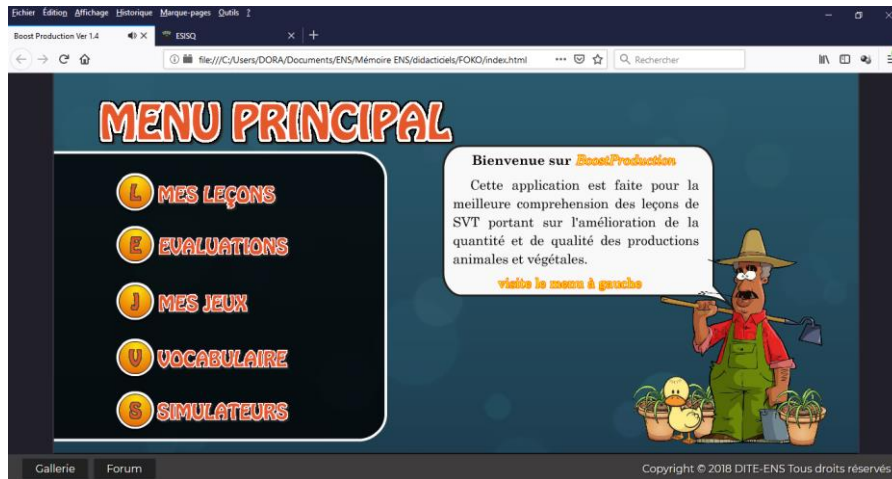 Fichier Édition Affichage Historique Marque-pages Outils ?
Boost Production Ver 1.4
ESISQ
file:///C:/Users/DORA/Documents/ENS/Mémoire ENS/didacticiels/FOKO/index.html
Rechercher
MENU PRINCIPAL
L MES LEÇONS
E EVALUATIONS
J MES JEUX
V VOCABULAIRE
S SIMULATEURS
Bienvenue sur BoostProduction
Cette application est faite pour la
meilleure comprehension des leçons de
SVT portant sur l'amélioration de la
quantité et de qualité des productions
animales et végétales.
visite le menu à gauche
Gallerie Forum
Copyright © 2018 DITE-ENS Tous droits réservés